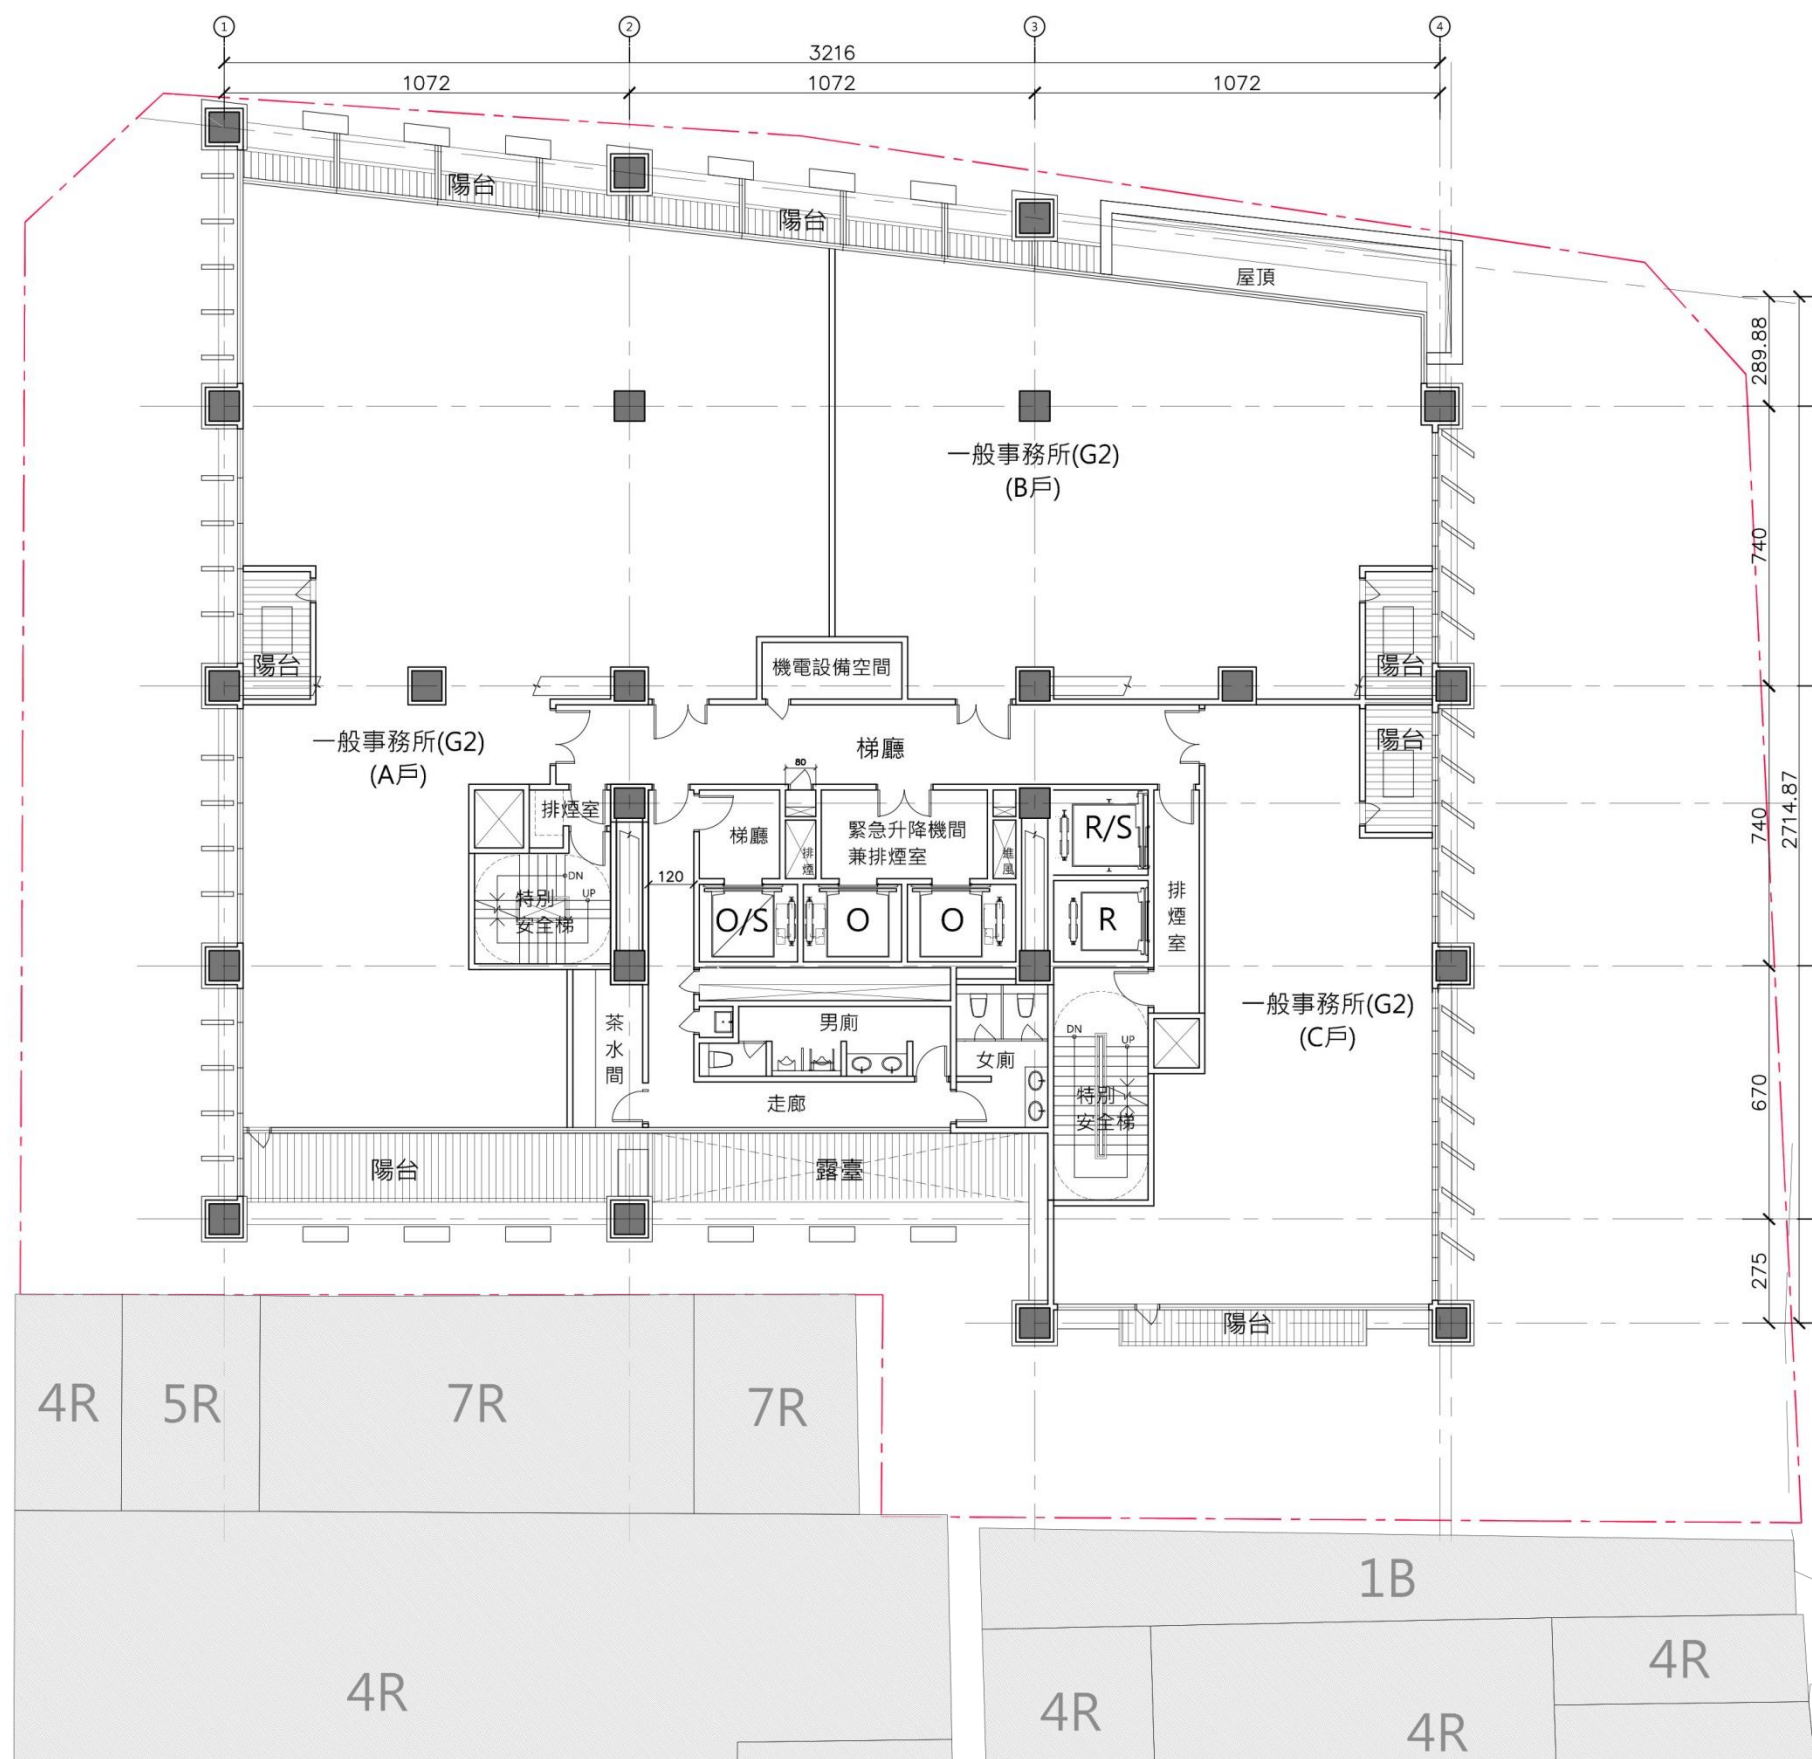 1
2
3
4
3216
1072
1072
1072
陽台
陽台
屋頂
289.88
一般事務所(G2)
(B戶)
740
陽台
機電設備空間
陽台
一般事務所(G2)
(A戶)
梯廳
陽台
80
排煙室
梯廳
排煙
緊急升降機間
兼排煙室
進風
R/S
740
2714.87
120
DN
UP
特別
安全梯
O/S
O
O
R
排煙室
茶水間
男廁
女廁
DN
UP
一般事務所(G2)
(C戶)
走廊
特別
安全梯
670
陽台
露臺
275
陽台
4R
5R
7R
7R
1B
4R
4R
4R
4R